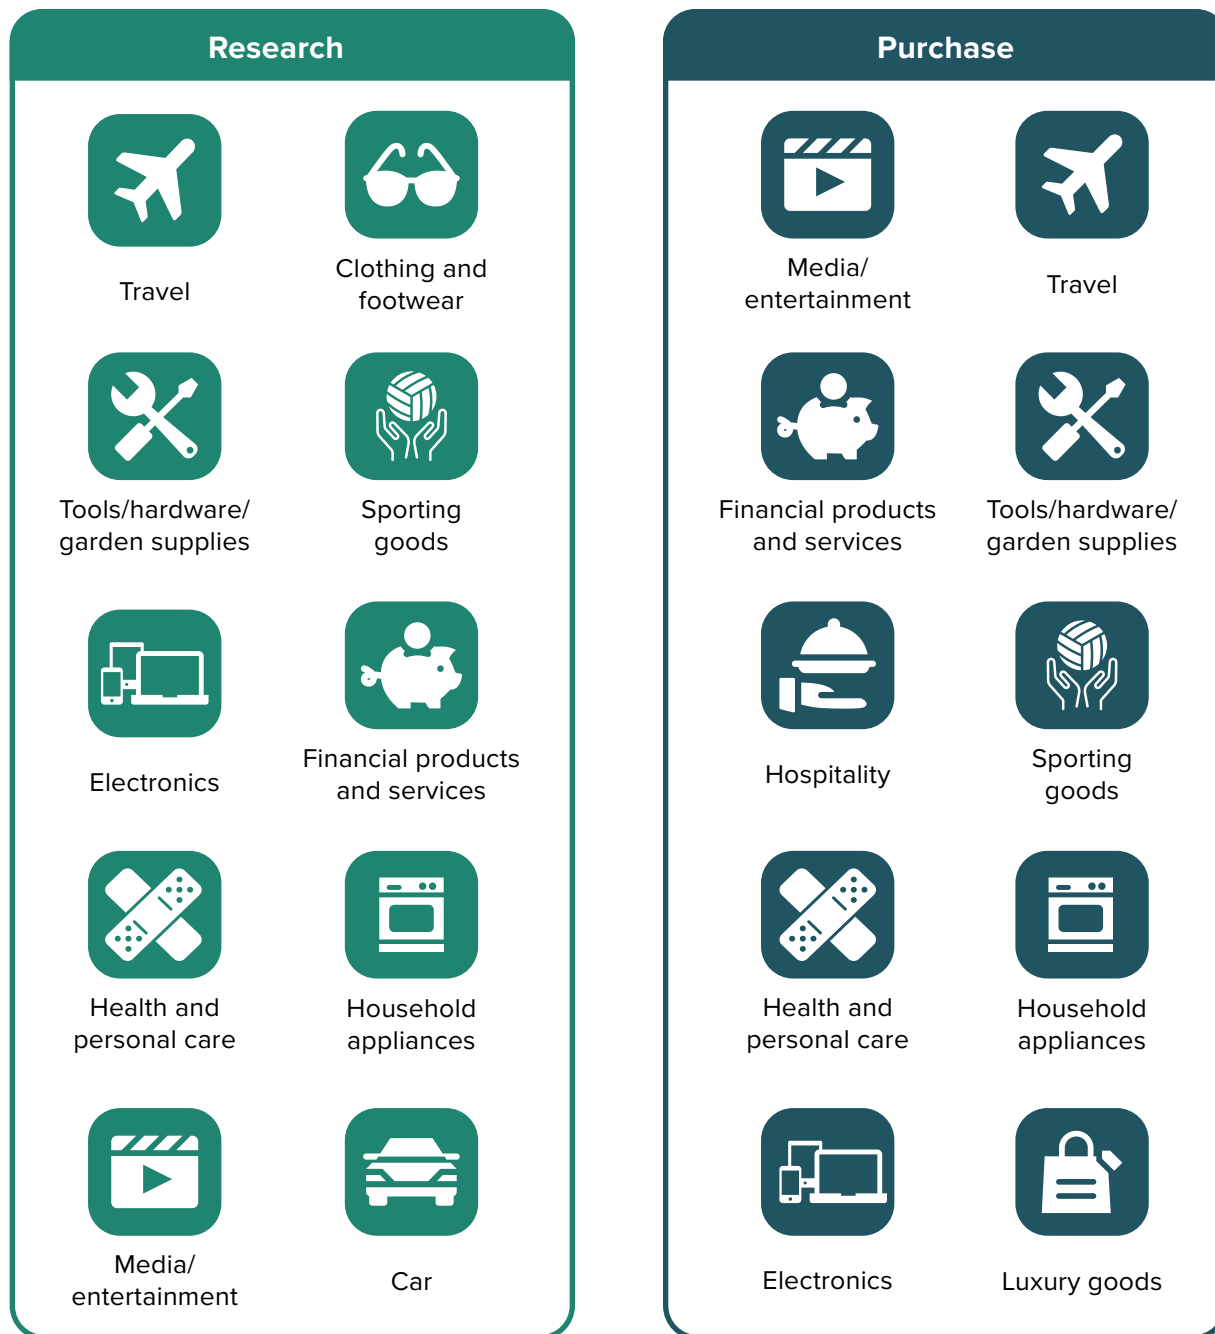 Research
Travel
Clothing and
footwear
Tools/hardware/
garden supplies
Sporting
goods
Electronics
Financial products
and services
Health and
personal care
Household
appliances
Media/
entertainment
Car
Purchase
Media/
entertainment
Travel
Financial products
and services
Tools/hardware/
garden supplies
Hospitality
Sporting
goods
Health and
personal care
Household
appliances
Electronics
Luxury goods